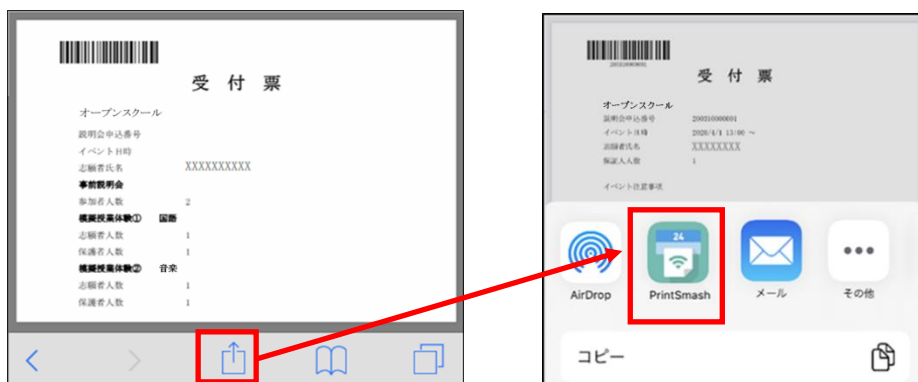 受 付 票
オープンスクール
説明会申込番号
イベント日時
志願者氏名 XXXXXXXXXX
事前説明会
参加者人数 2
模擬授業体験① 国語
志願者人数 1
保護者人数 1
模擬授業体験② 音楽
志願者人数 1
保護者人数 1
受 付 票
オープンスクール
説明会申込番号 200310000001
イベント日時 2020/4/1 13:00 ～
志願者氏名 XXXXXXXX
保証人人数 1
イベント注意事項
24
AirDrop
PrintSmash
メール
その他
コピー